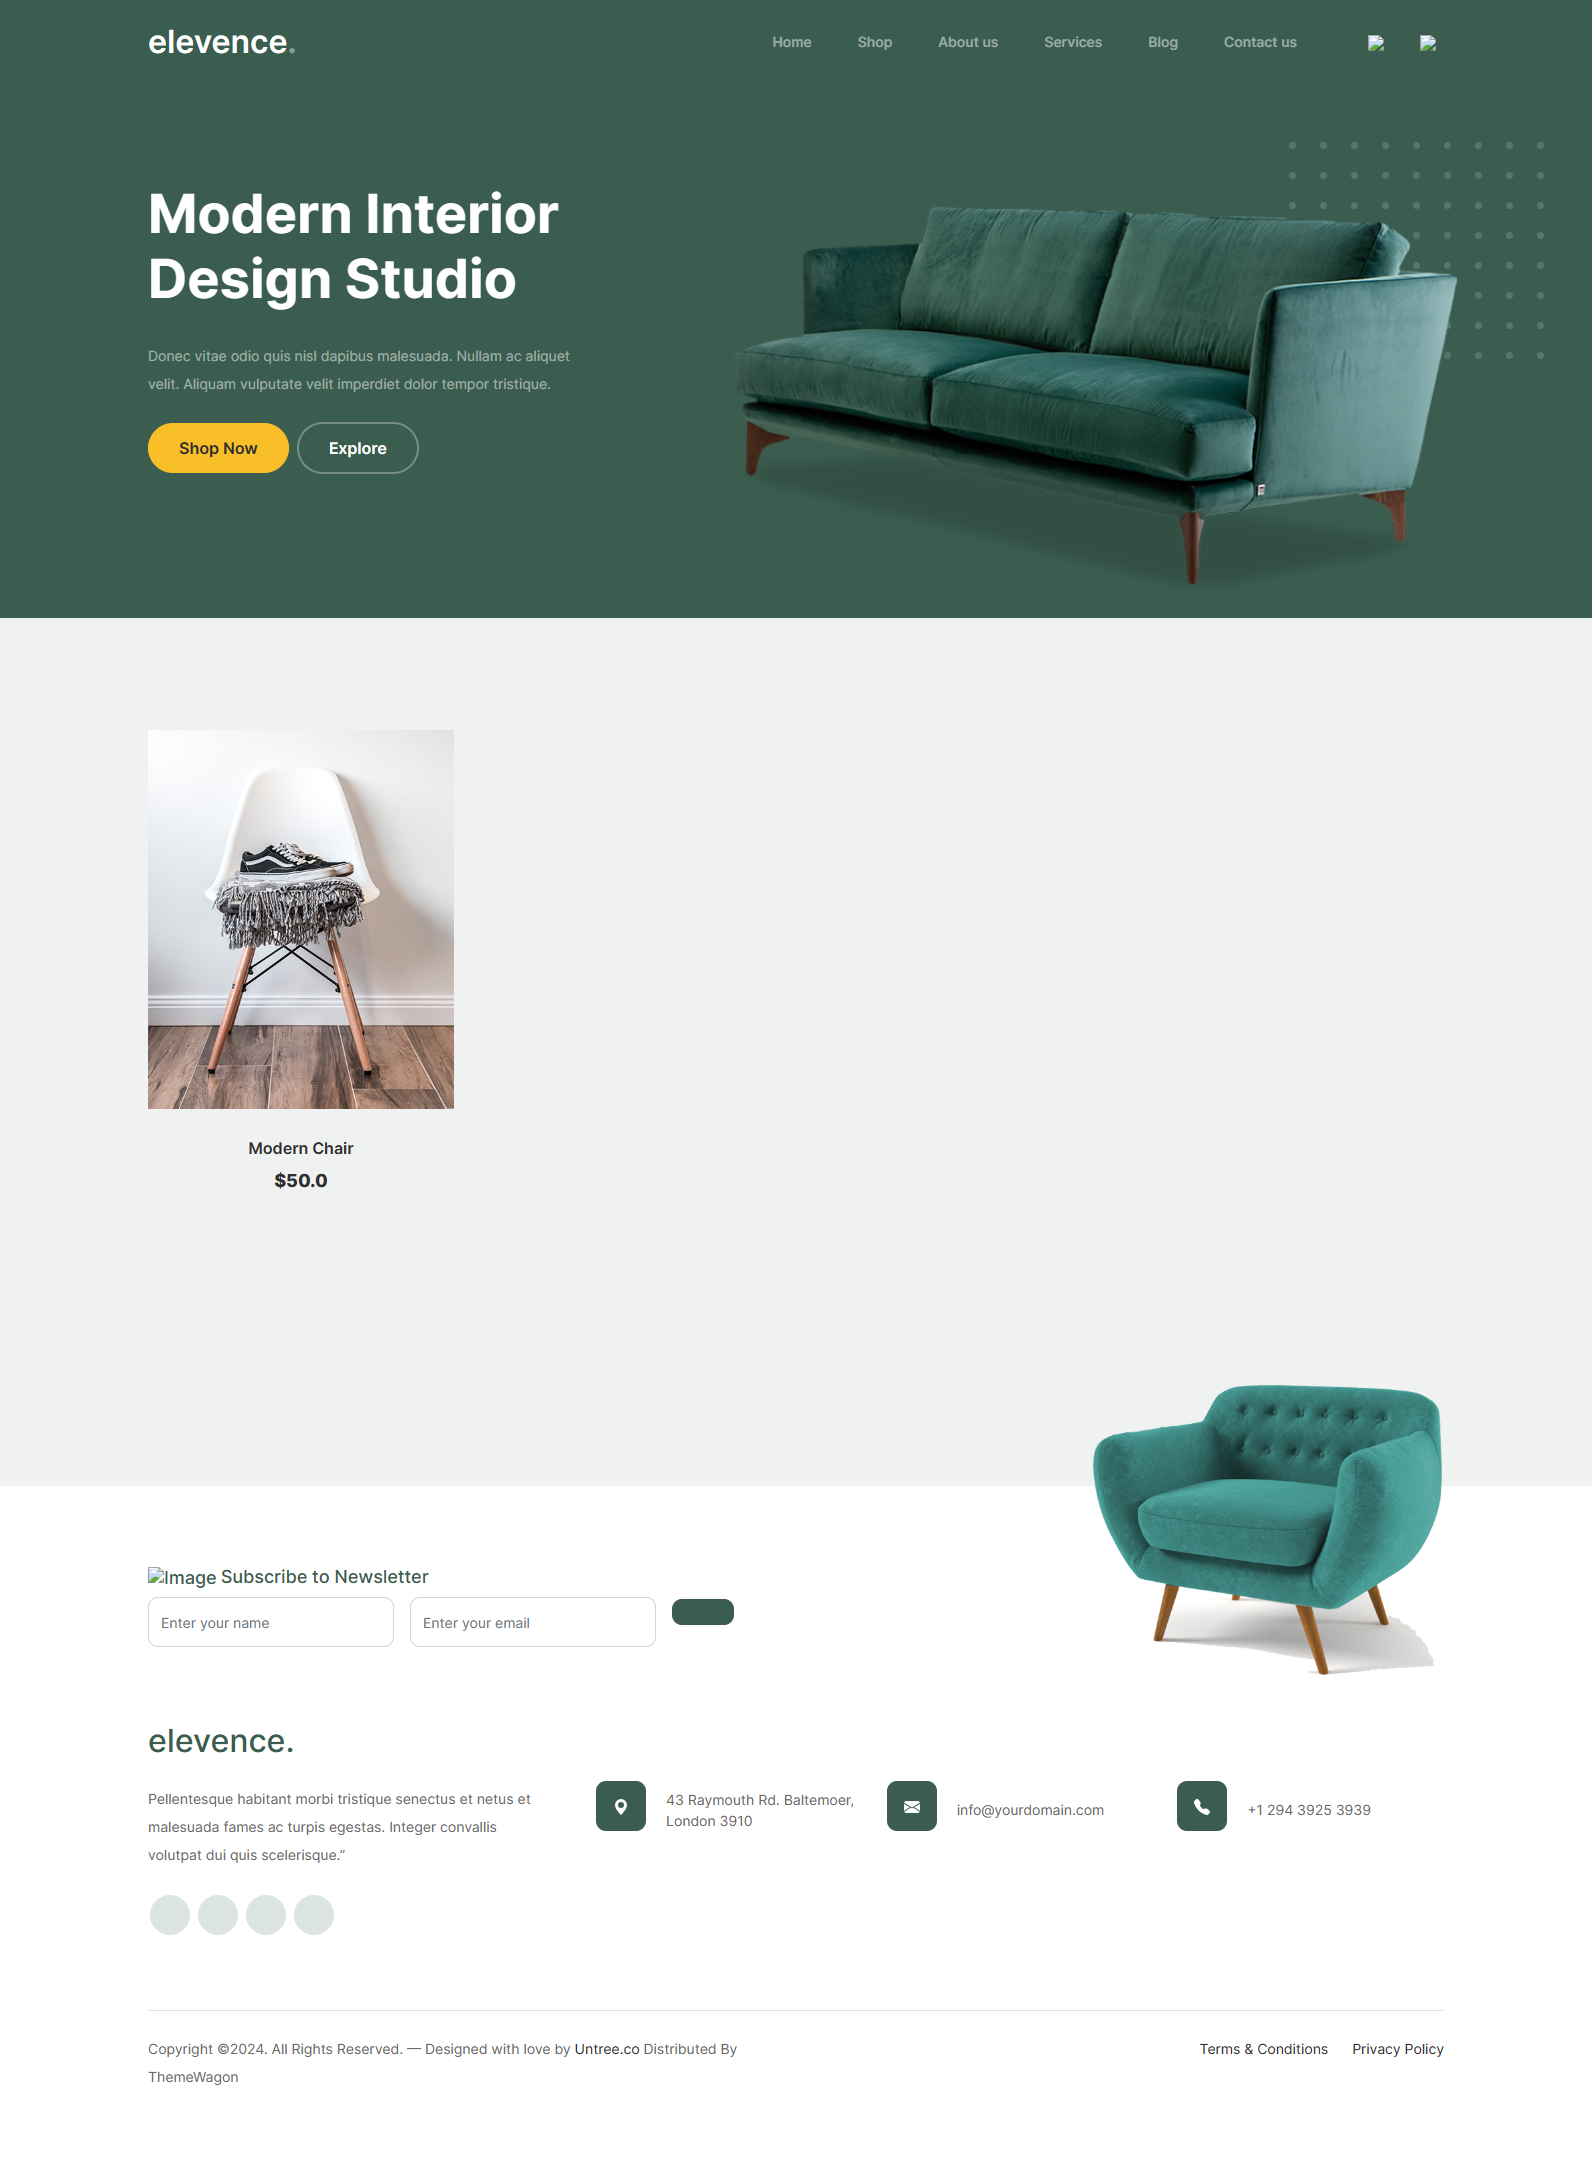 elevence.
Home Shop About us Services Blog Contact us
Modern Interior
Design Studio
Donec vitae odio quis nisl dapibus malesuada. Nullam ac aliquet
velit. Aliquam vulputate velit imperdiet dolor tempor tristique.
Shop Now Explore
Modern Chair
$50.0
Image Subscribe to Newsletter
Enter your name Enter your email
elevence.
Pellentesque habitant morbi tristique senectus et netus et
malesuada fames ac turpis egestas. Integer convallis
volutpat dui quis scelerisque.”
43 Raymouth Rd. Baltemoer,
London 3910
info@yourdomain.com
+1 294 3925 3939
Copyright ©2024. All Rights Reserved. — Designed with love by Untree.co Distributed By
ThemeWagon
Terms & Conditions Privacy Policy